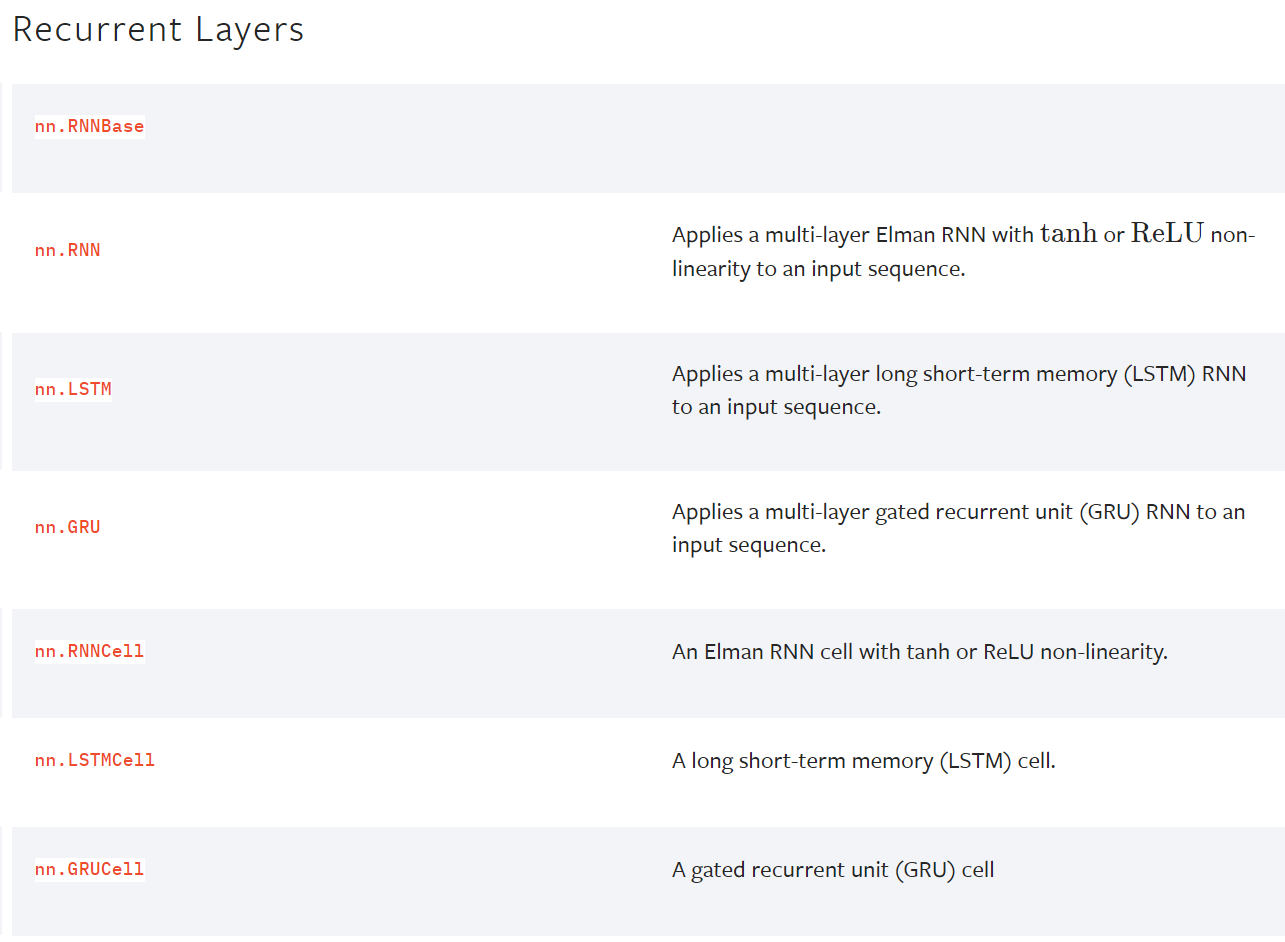 Recurrent Layers
nn.RNNBase
nn.RNN
Applies a multi-layer Elman RNN with tanh or ReLU non-
linearity to an input sequence.
nn.LSTM
Applies a multi-layer long short-term memory (LSTM) RNN
to an input sequence.
nn.GRU
Applies a multi-layer gated recurrent unit (GRU) RNN to an
input sequence.
nn.RNNCell
An Elman RNN cell with tanh or ReLU non-linearity.
nn.LSTMCell
A long short-term memory (LSTM) cell.
nn.GRUCell
A gated recurrent unit (GRU) cell